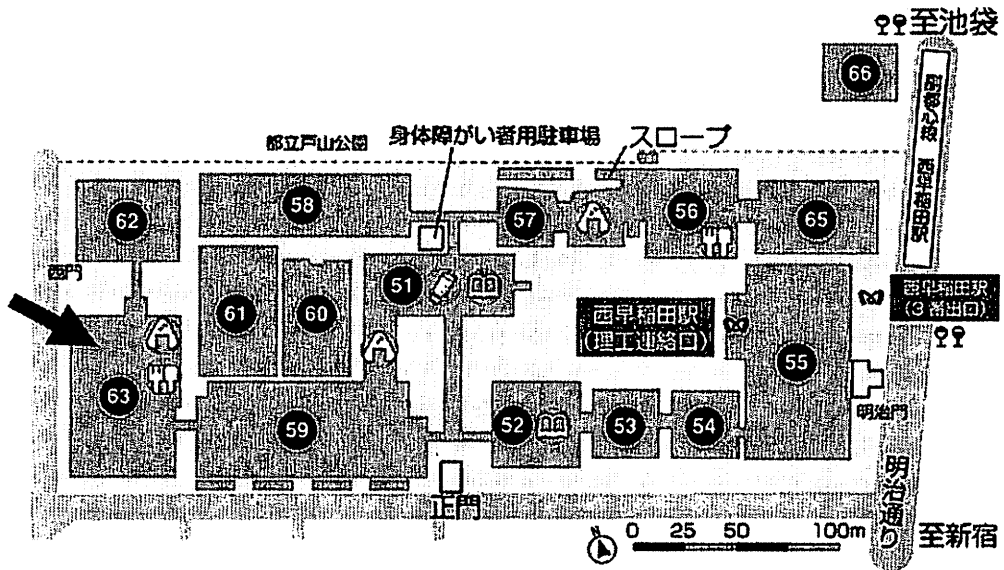 至池袋
66
副都心線 西早稲田駅
都立戸山公園
身体障がい者用駐車場
スロープ
62
58
57
56
65
西門
51
61
60
西早稲田駅
(理工出口)
西早稲田駅
(3番出口)
55
63
59
52
53
54
明治門
正門
明治通り
N
0 25 50 100m
至新宿